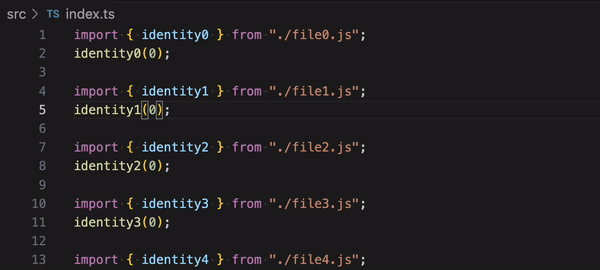 src > TS index.ts
1 import { identity0 } from "./file0.js";
2 identity0(0);
3
4 import { identity1 } from "./file1.js";
5 identity1(0);
6
7 import { identity2 } from "./file2.js";
8 identity2(0);
9
10 import { identity3 } from "./file3.js";
11 identity3(0);
12
13 import { identity4 } from "./file4.js";